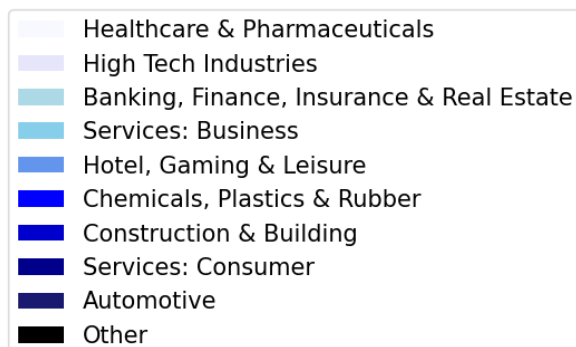 Healthcare & Pharmaceuticals
High Tech Industries
Banking, Finance, Insurance & Real Estate
Services: Business
Hotel, Gaming & Leisure
Chemicals, Plastics & Rubber
Construction & Building
Services: Consumer
Automotive
Other